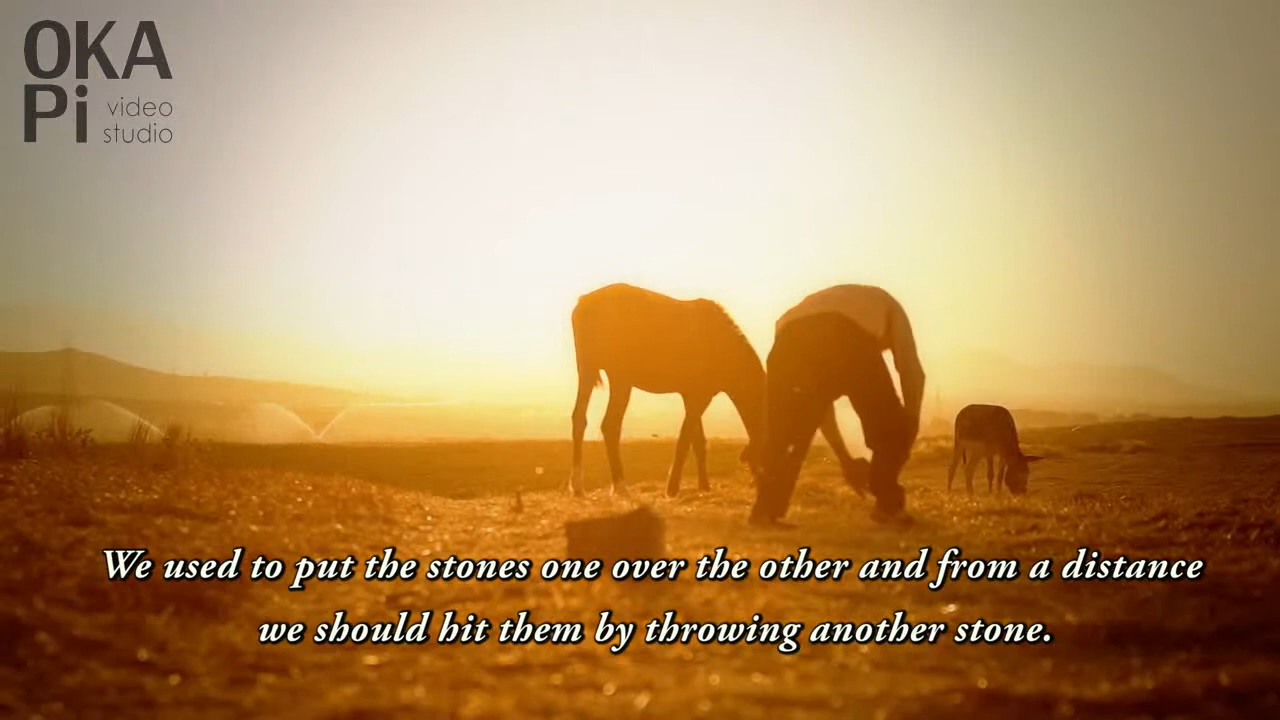 OKA
Pi video
studio
We used to put the stones one over the other and from a distance
we should hit them by throwing another stone.